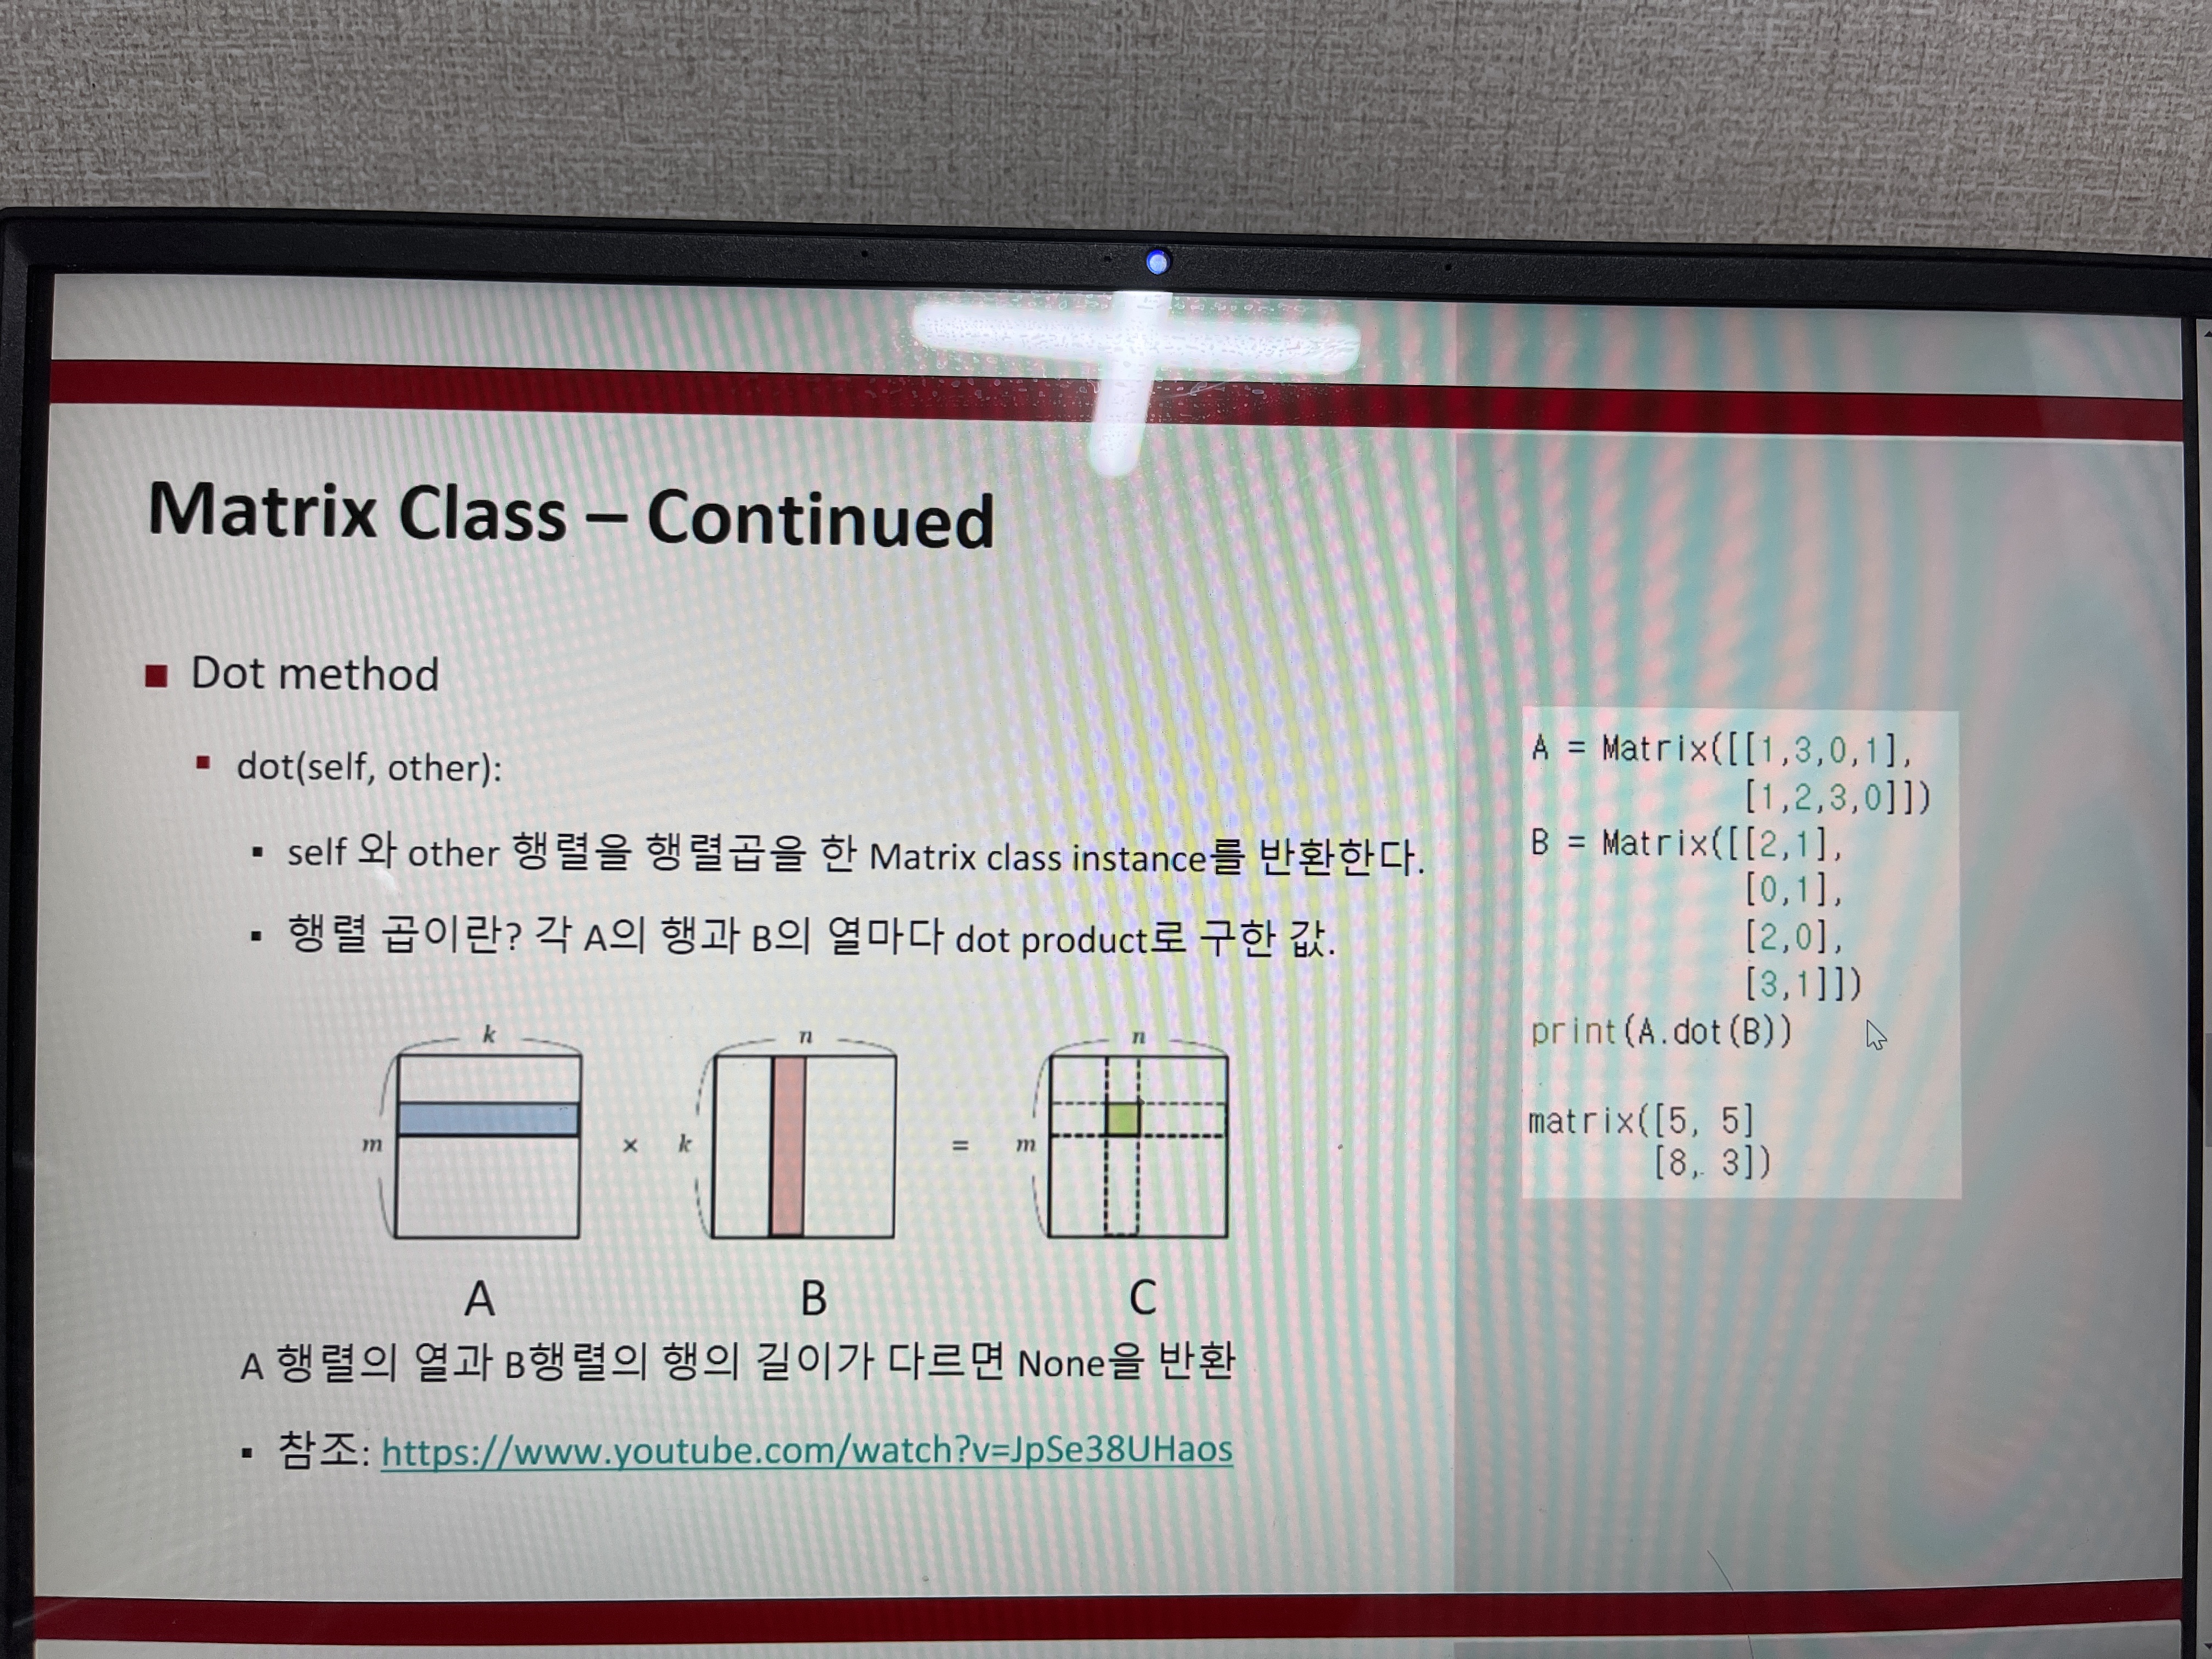 Matrix Class – Continued
■ Dot method
▪ dot(self, other):
▪ self 와 other 행렬을 행렬곱을 한 Matrix class instance를 반환한다.
▪ 행렬 곱이란? 각 A의 행과 B의 열마다 dot product로 구한 값.
k n n
m × k = m
A B C
A 행렬의 열과 B행렬의 행의 길이가 다르면 None을 반환
▪ 참조: https://www.youtube.com/watch?v=JpSe38UHaos
A = Matrix([[1,3,0,1],
[1,2,3,0]])
B = Matrix([[2,1],
[0,1],
[2,0],
[3,1]])
print(A.dot(B))
matrix([5, 5]
[8, 3])